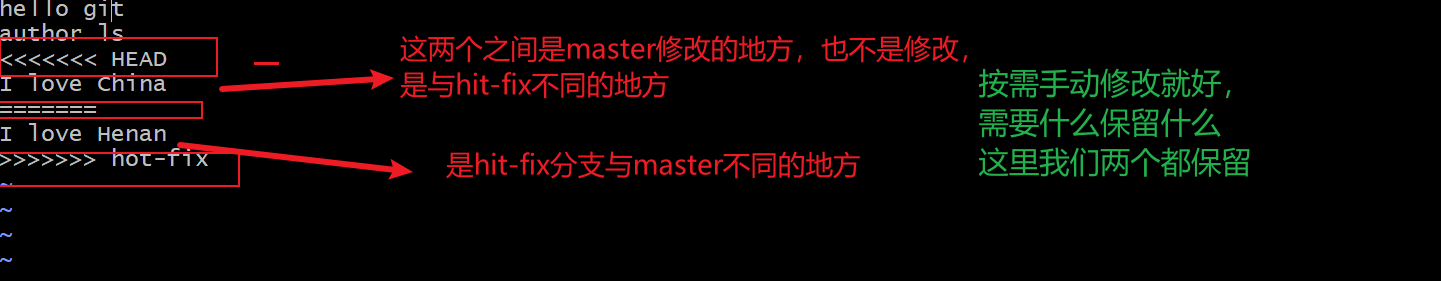 hello git
author ls
<<<<<<< HEAD
I love China
=======
I love Henan
>>>>>>> hot-fix
~
~
~
~
这两个之间是master修改的地方，也不是修改，
是与hit-fix不同的地方
是hit-fix分支与master不同的地方
按需手动修改就好，
需要什么保留什么
这里我们两个都保留